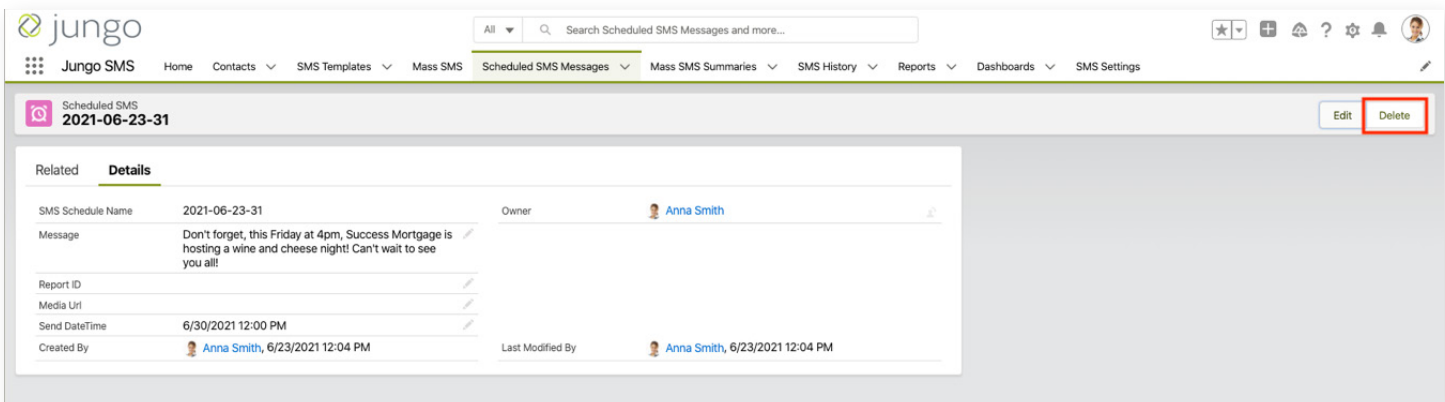 jungo
All Search Scheduled SMS Messages and more...
Jungo SMS Home Contacts SMS Templates Mass SMS Scheduled SMS Messages Mass SMS Summaries SMS History Reports Dashboards SMS Settings
Scheduled SMS
2021-06-23-31
Edit Delete
Related Details
SMS Schedule Name 2021-06-23-31 Owner Anna Smith
Message Don't forget, this Friday at 4pm, Success Mortgage is
hosting a wine and cheese night! Can't wait to see
you all!
Report ID
Media Url
Send DateTime 6/30/2021 12:00 PM
Created By Anna Smith, 6/23/2021 12:04 PM Last Modified By Anna Smith, 6/23/2021 12:04 PM